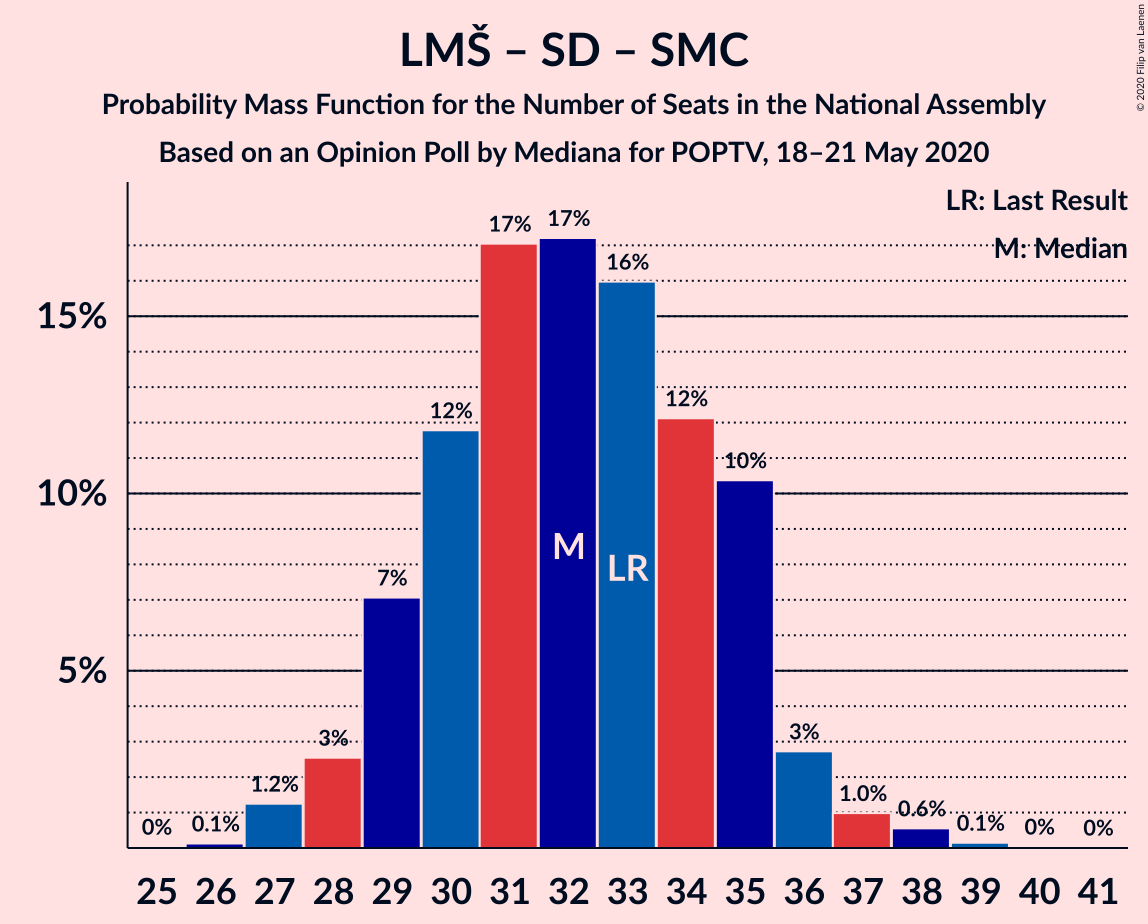 LMŠ – SD – SMC
Probability Mass Function for the Number of Seats in the National Assembly
Based on an Opinion Poll by Mediana for POPTV, 18–21 May 2020
© 2020 Filip van Laenen
LR: Last Result
M: Median
15%
10%
5%
0%
0.1%
1.2%
3%
7%
12%
17%
17%
16%
12%
10%
3%
1.0%
0.6%
0.1%
0%
0%
M
LR
25 26 27 28 29 30 31 32 33 34 35 36 37 38 39 40 41